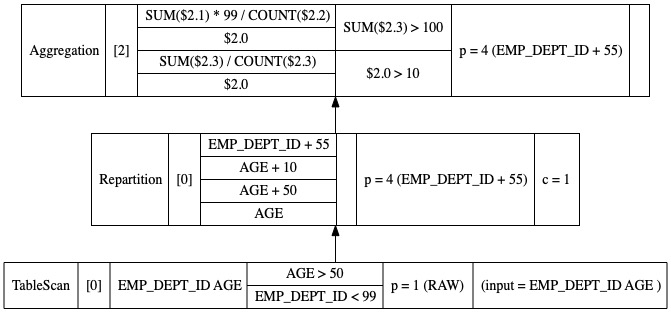 Aggregation
[2]
SUM($2.1) * 99 / COUNT($2.2)
$2.0
SUM($2.3) / COUNT($2.3)
$2.0
SUM($2.3) > 100
$2.0 > 10
p = 4 (EMP_DEPT_ID + 55)
Repartition
[0]
EMP_DEPT_ID + 55
AGE + 10
AGE + 50
AGE
p = 4 (EMP_DEPT_ID + 55)
c = 1
TableScan
[0]
EMP_DEPT_ID AGE
AGE > 50
EMP_DEPT_ID < 99
p = 1 (RAW)
(input = EMP_DEPT_ID AGE )